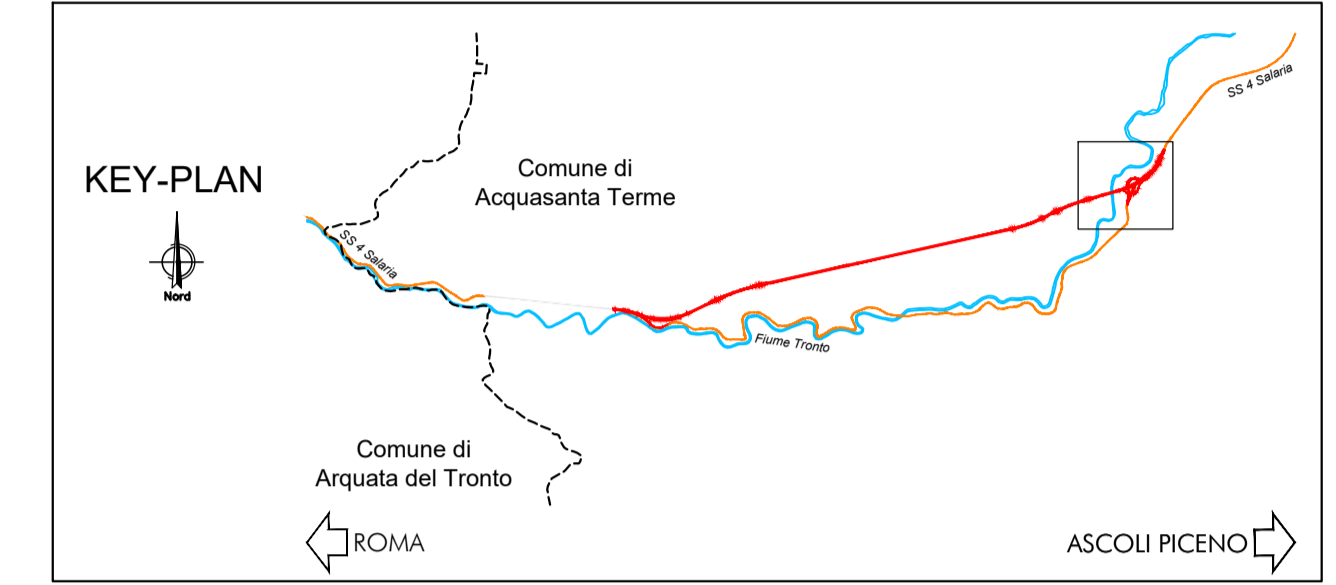 SS 4 Salaria
Comune di
Acquasanta Terme
KEY-PLAN
SS 4 Salaria
Nord
Fiume Tronto
Comune di
Arquata del Tronto
ROMA
ASCOLI PICENO